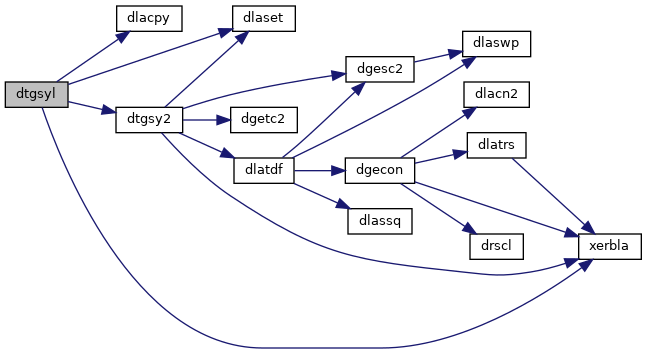 dlacpy
dlaset
dlaswp
dgesc2
dtgsyl
dlacn2
dtgsy2
dgetc2
dlatrs
dlatdf
dgecon
dlassq
drscl
xerbla